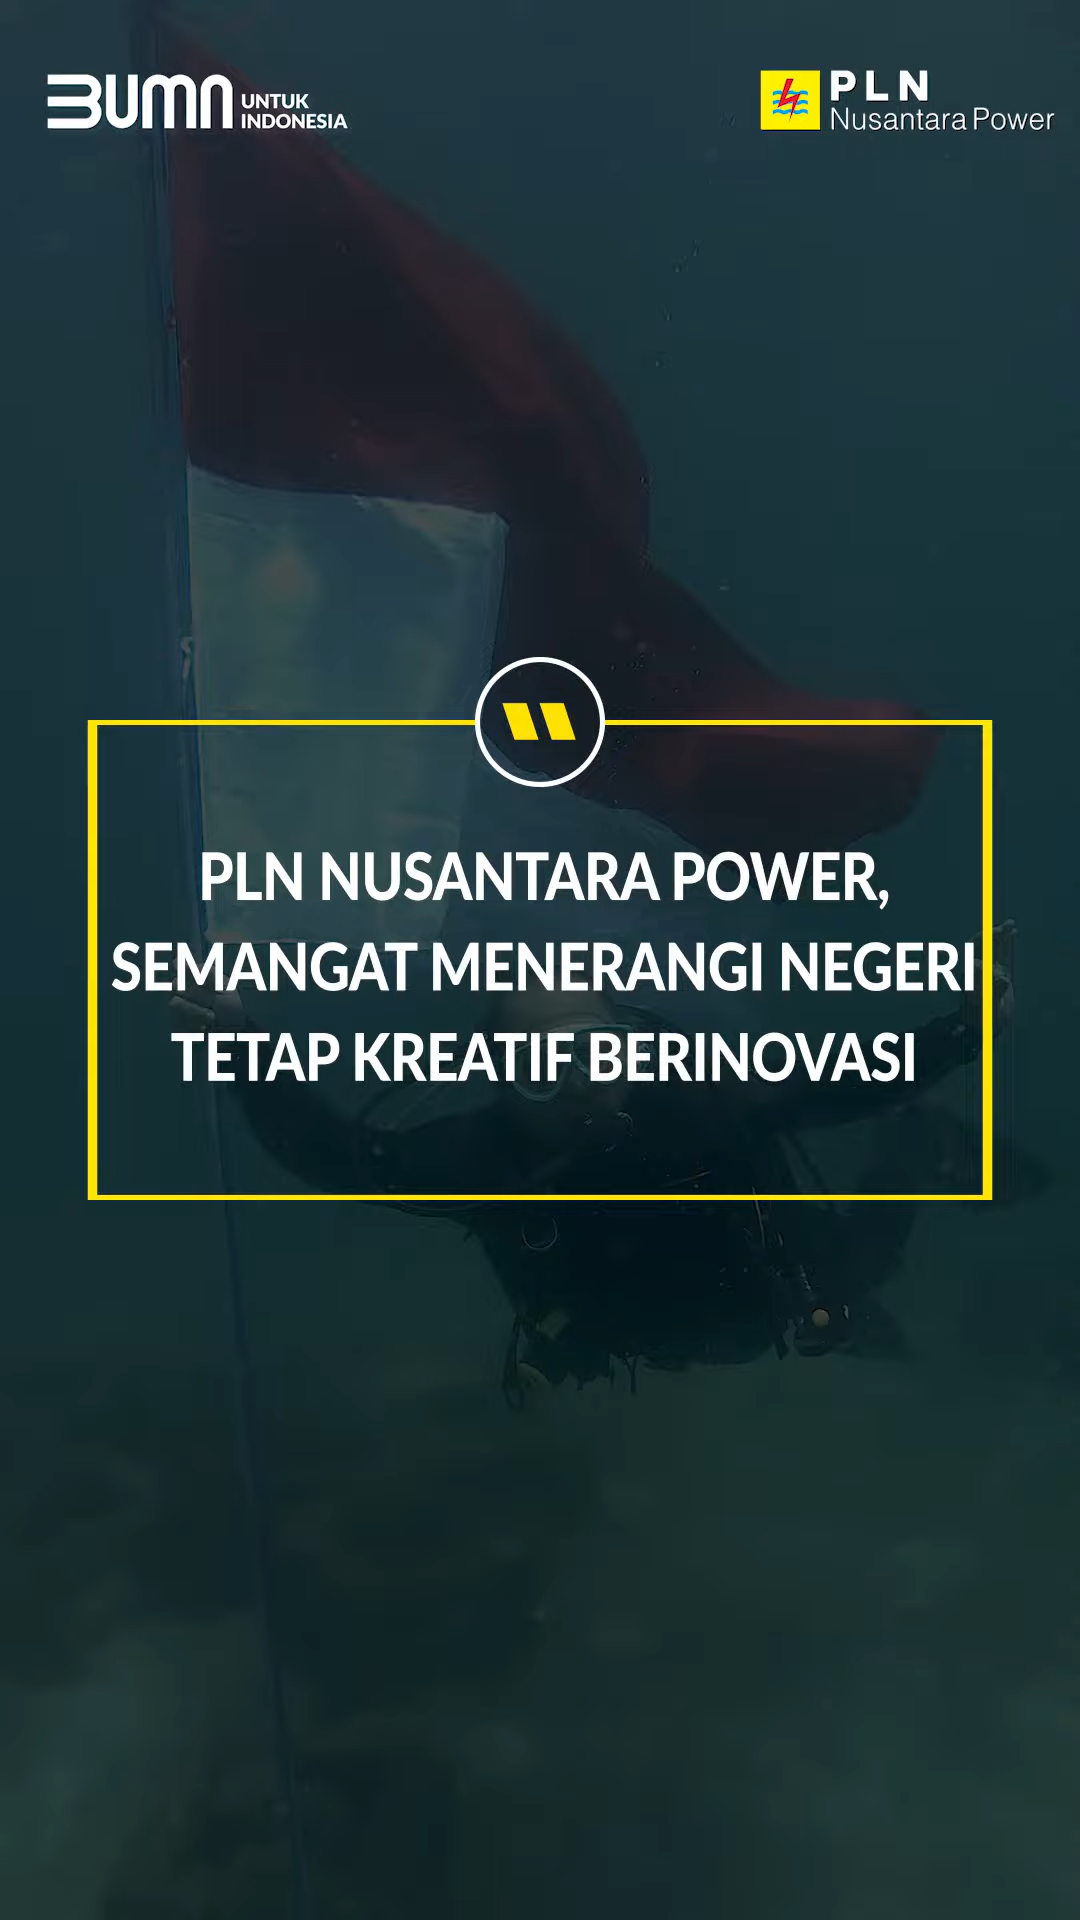 BUMN UNTUK
INDONESIA
PLN
Nusantara Power
PLN NUSANTARA POWER,
SEMANGAT MENERANGI NEGERI
TETAP KREATIF BERINOVASI